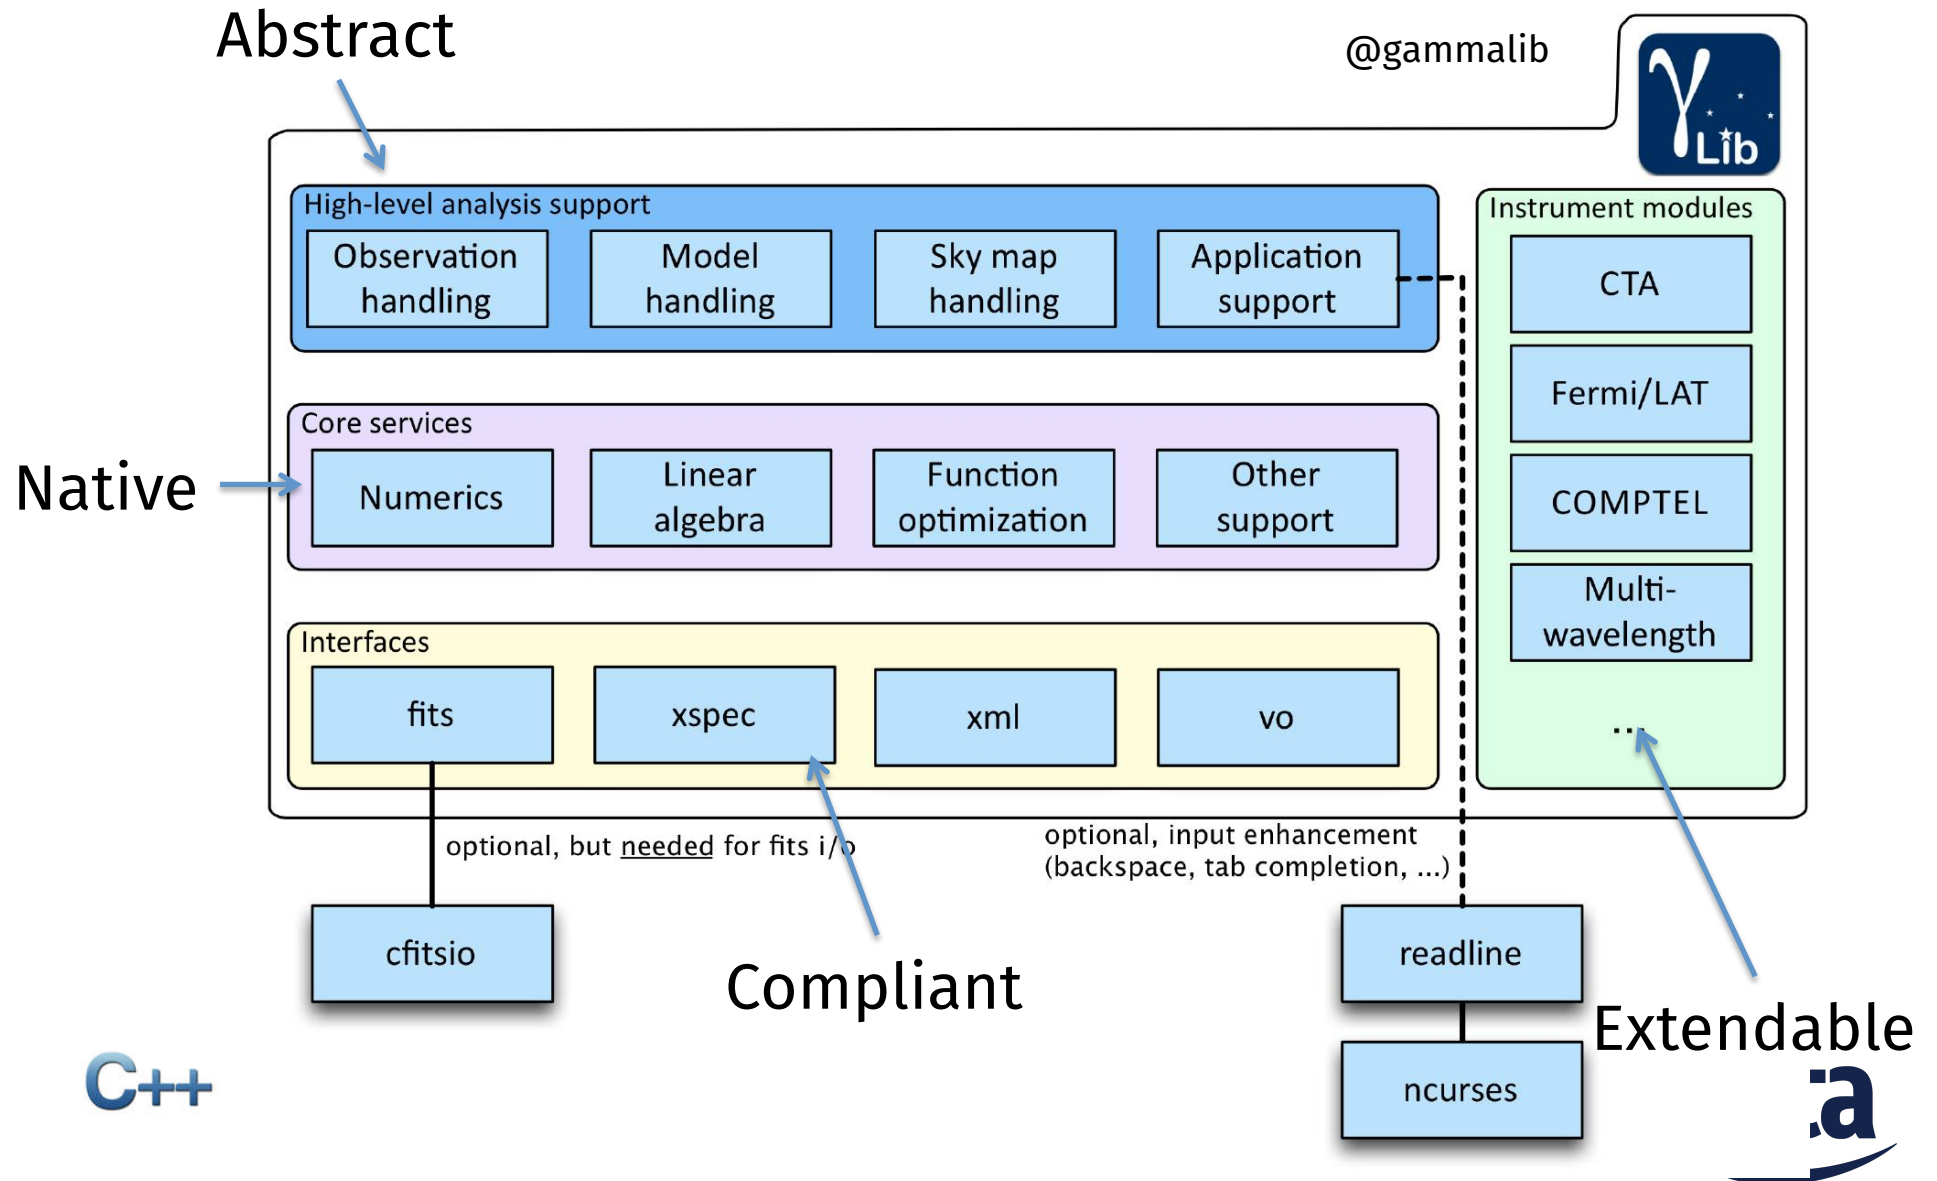 Abstract
@gammalib
γ
Lib
High-level analysis support
Observation
handling
Model
handling
Sky map
handling
Application
support
Instrument modules
CTA
Fermi/LAT
COMPTEL
Multi-
wavelength
...
Native
Core services
Numerics
Linear
algebra
Function
optimization
Other
support
Interfaces
fits
xspec
xml
vo
optional, but needed for fits i/o
optional, input enhancement
(backspace, tab completion, ...)
cfitsio
readline
ncurses
Compliant
Extendable
C++